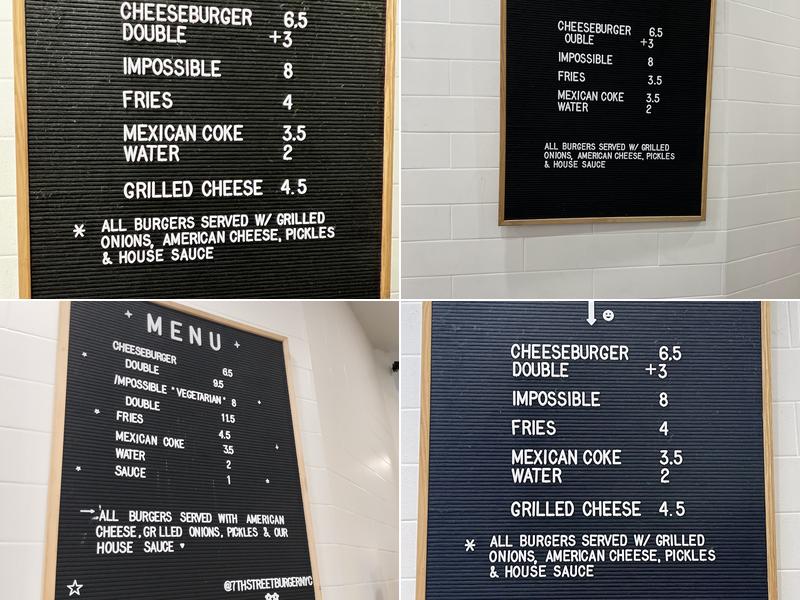 CHEESEBURGER 6.5
DOUBLE +3
IMPOSSIBLE 8
FRIES 4
MEXICAN COKE 3.5
WATER 2
GRILLED CHEESE 4.5
* ALL BURGERS SERVED W/ GRILLED
ONIONS, AMERICAN CHEESE, PICKLES
& HOUSE SAUCE
CHEESEBURGER 6.5
OUBLE +3
IMPOSSIBLE 8
FRIES 3.5
MEXICAN COKE 3.5
WATER 2
ALL BURGERS SERVED W/ GRILLED
ONIONS, AMERICAN CHEESE, PICKLES
& HOUSE SAUCE
MENU
CHEESEBURGER 6.5
DOUBLE 9.5
/MPOSSIBLE "VEGETARIAN" 8
DOUBLE 11.5
FRIES 4.5
MEXICAN COKE 3.5
WATER 2
SAUCE 1
→ALL BURGERS SERVED WITH AMERICAN
CHEESE, GR LLED ONIONS, PICKLES & OUR
HOUSE SAUCE ♥
@7THSTREETBURGERNYC
CHEESEBURGER 6.5
DOUBLE +3
IMPOSSIBLE 8
FRIES 4
MEXICAN COKE 3.5
WATER 2
GRILLED CHEESE 4.5
* ALL BURGERS SERVED W/ GRILLED
ONIONS, AMERICAN CHEESE, PICKLES
& HOUSE SAUCE